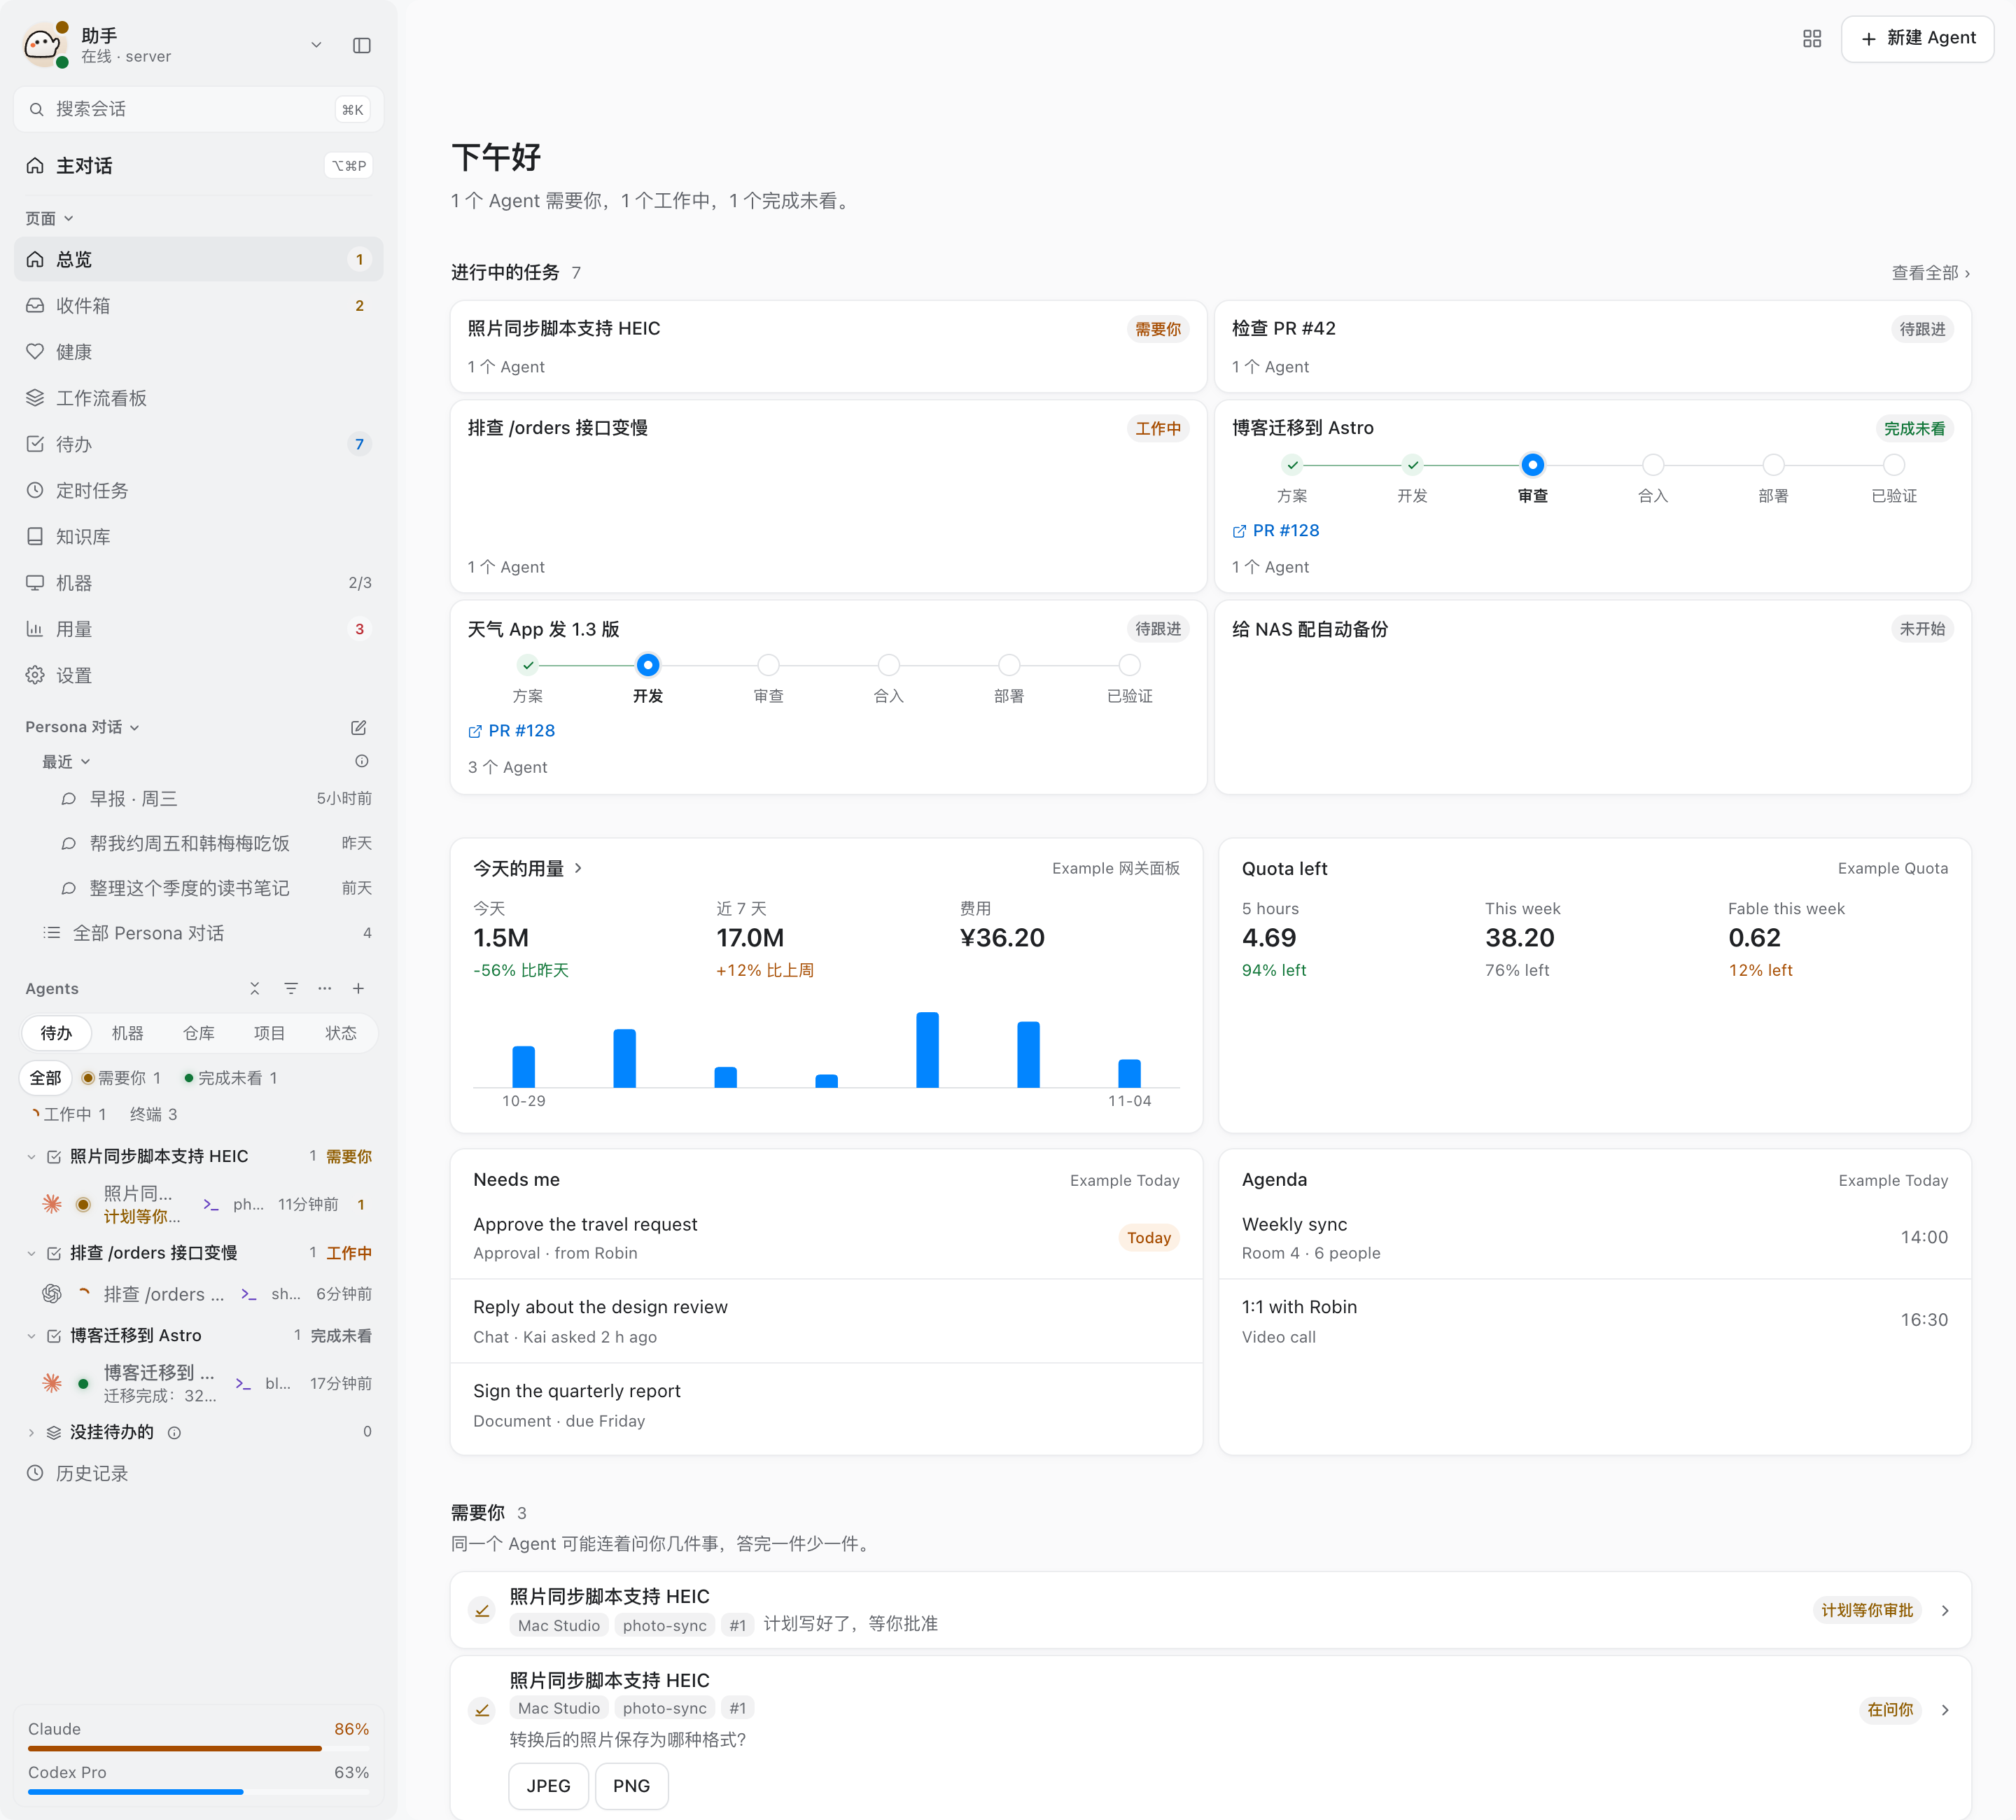 助手
在线 · server
搜索会话 ⌘K
主对话 ⌥⌘P
页面
总览 1
收件箱 2
健康
工作流看板
待办 7
定时任务
知识库
机器 2/3
用量 3
设置
Persona 对话
最近
早报 · 周三 5小时前
帮我约周五和韩梅梅吃饭 昨天
整理这个季度的读书笔记 前天
全部 Persona 对话 4
Agents
待办 机器 仓库 项目 状态
全部 需要你 1 完成未看 1
工作中 1 终端 3
照片同步脚本支持 HEIC 1 需要你
照片同... ph... 11分钟前 1
计划等你...
排查 /orders 接口变慢 1 工作中
排查 /orders ... sh... 6分钟前
博客迁移到 Astro 1 完成未看
博客迁移到 ... bl... 17分钟前
迁移完成：32...
没挂待办的 0
历史记录
Claude 86%
Codex Pro 63%
新建 Agent
下午好
1 个 Agent 需要你，1 个工作中，1 个完成未看。
进行中的任务 7 查看全部 ›
照片同步脚本支持 HEIC 需要你
1 个 Agent
检查 PR #42 待跟进
1 个 Agent
排查 /orders 接口变慢 工作中
1 个 Agent
博客迁移到 Astro 完成未看
方案 开发 审查 合入 部署 已验证
PR #128
1 个 Agent
天气 App 发 1.3 版 待跟进
方案 开发 审查 合入 部署 已验证
PR #128
3 个 Agent
给 NAS 配自动备份 未开始
今天的用量 Example 网关面板
今天 近 7 天 费用
1.5M 17.0M ¥36.20
-56% 比昨天 +12% 比上周
10-29 11-04
Quota left Example Quota
5 hours This week Fable this week
4.69 38.20 0.62
94% left 76% left 12% left
Needs me Example Today
Approve the travel request
Approval · from Robin
Today
Reply about the design review
Chat · Kai asked 2 h ago
Sign the quarterly report
Document · due Friday
Agenda Example Today
Weekly sync
Room 4 · 6 people
14:00
1:1 with Robin
Video call
16:30
需要你 3
同一个 Agent 可能连着问你几件事，答完一件少一件。
照片同步脚本支持 HEIC
Mac Studio photo-sync #1 计划写好了，等你批准
计划等你审批
照片同步脚本支持 HEIC
Mac Studio photo-sync #1
在问你
转换后的照片保存为哪种格式？
JPEG PNG